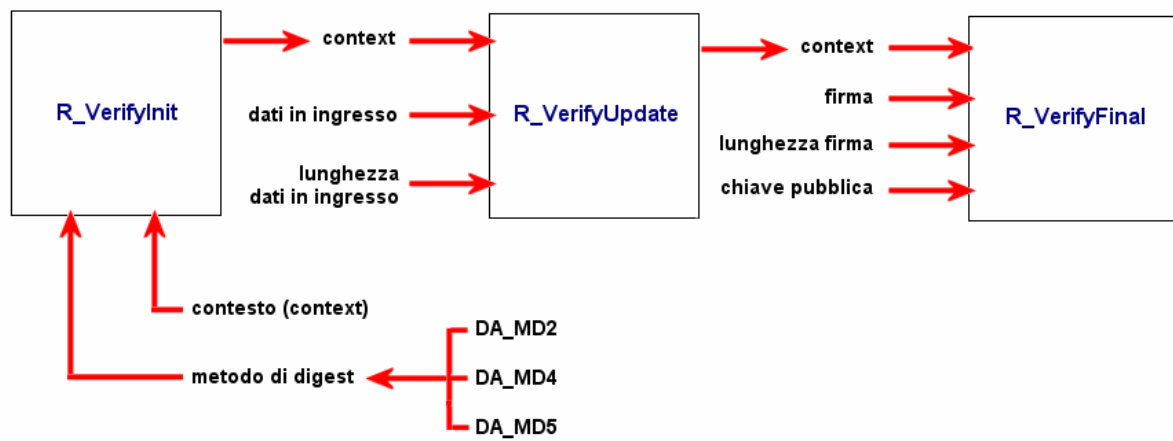 R_VerifyInit
context
dati in ingresso
lunghezza
dati in ingresso
R_VerifyUpdate
context
firma
lunghezza firma
chiave pubblica
R_VerifyFinal
contesto (context)
metodo di digest
DA_MD2
DA_MD4
DA_MD5